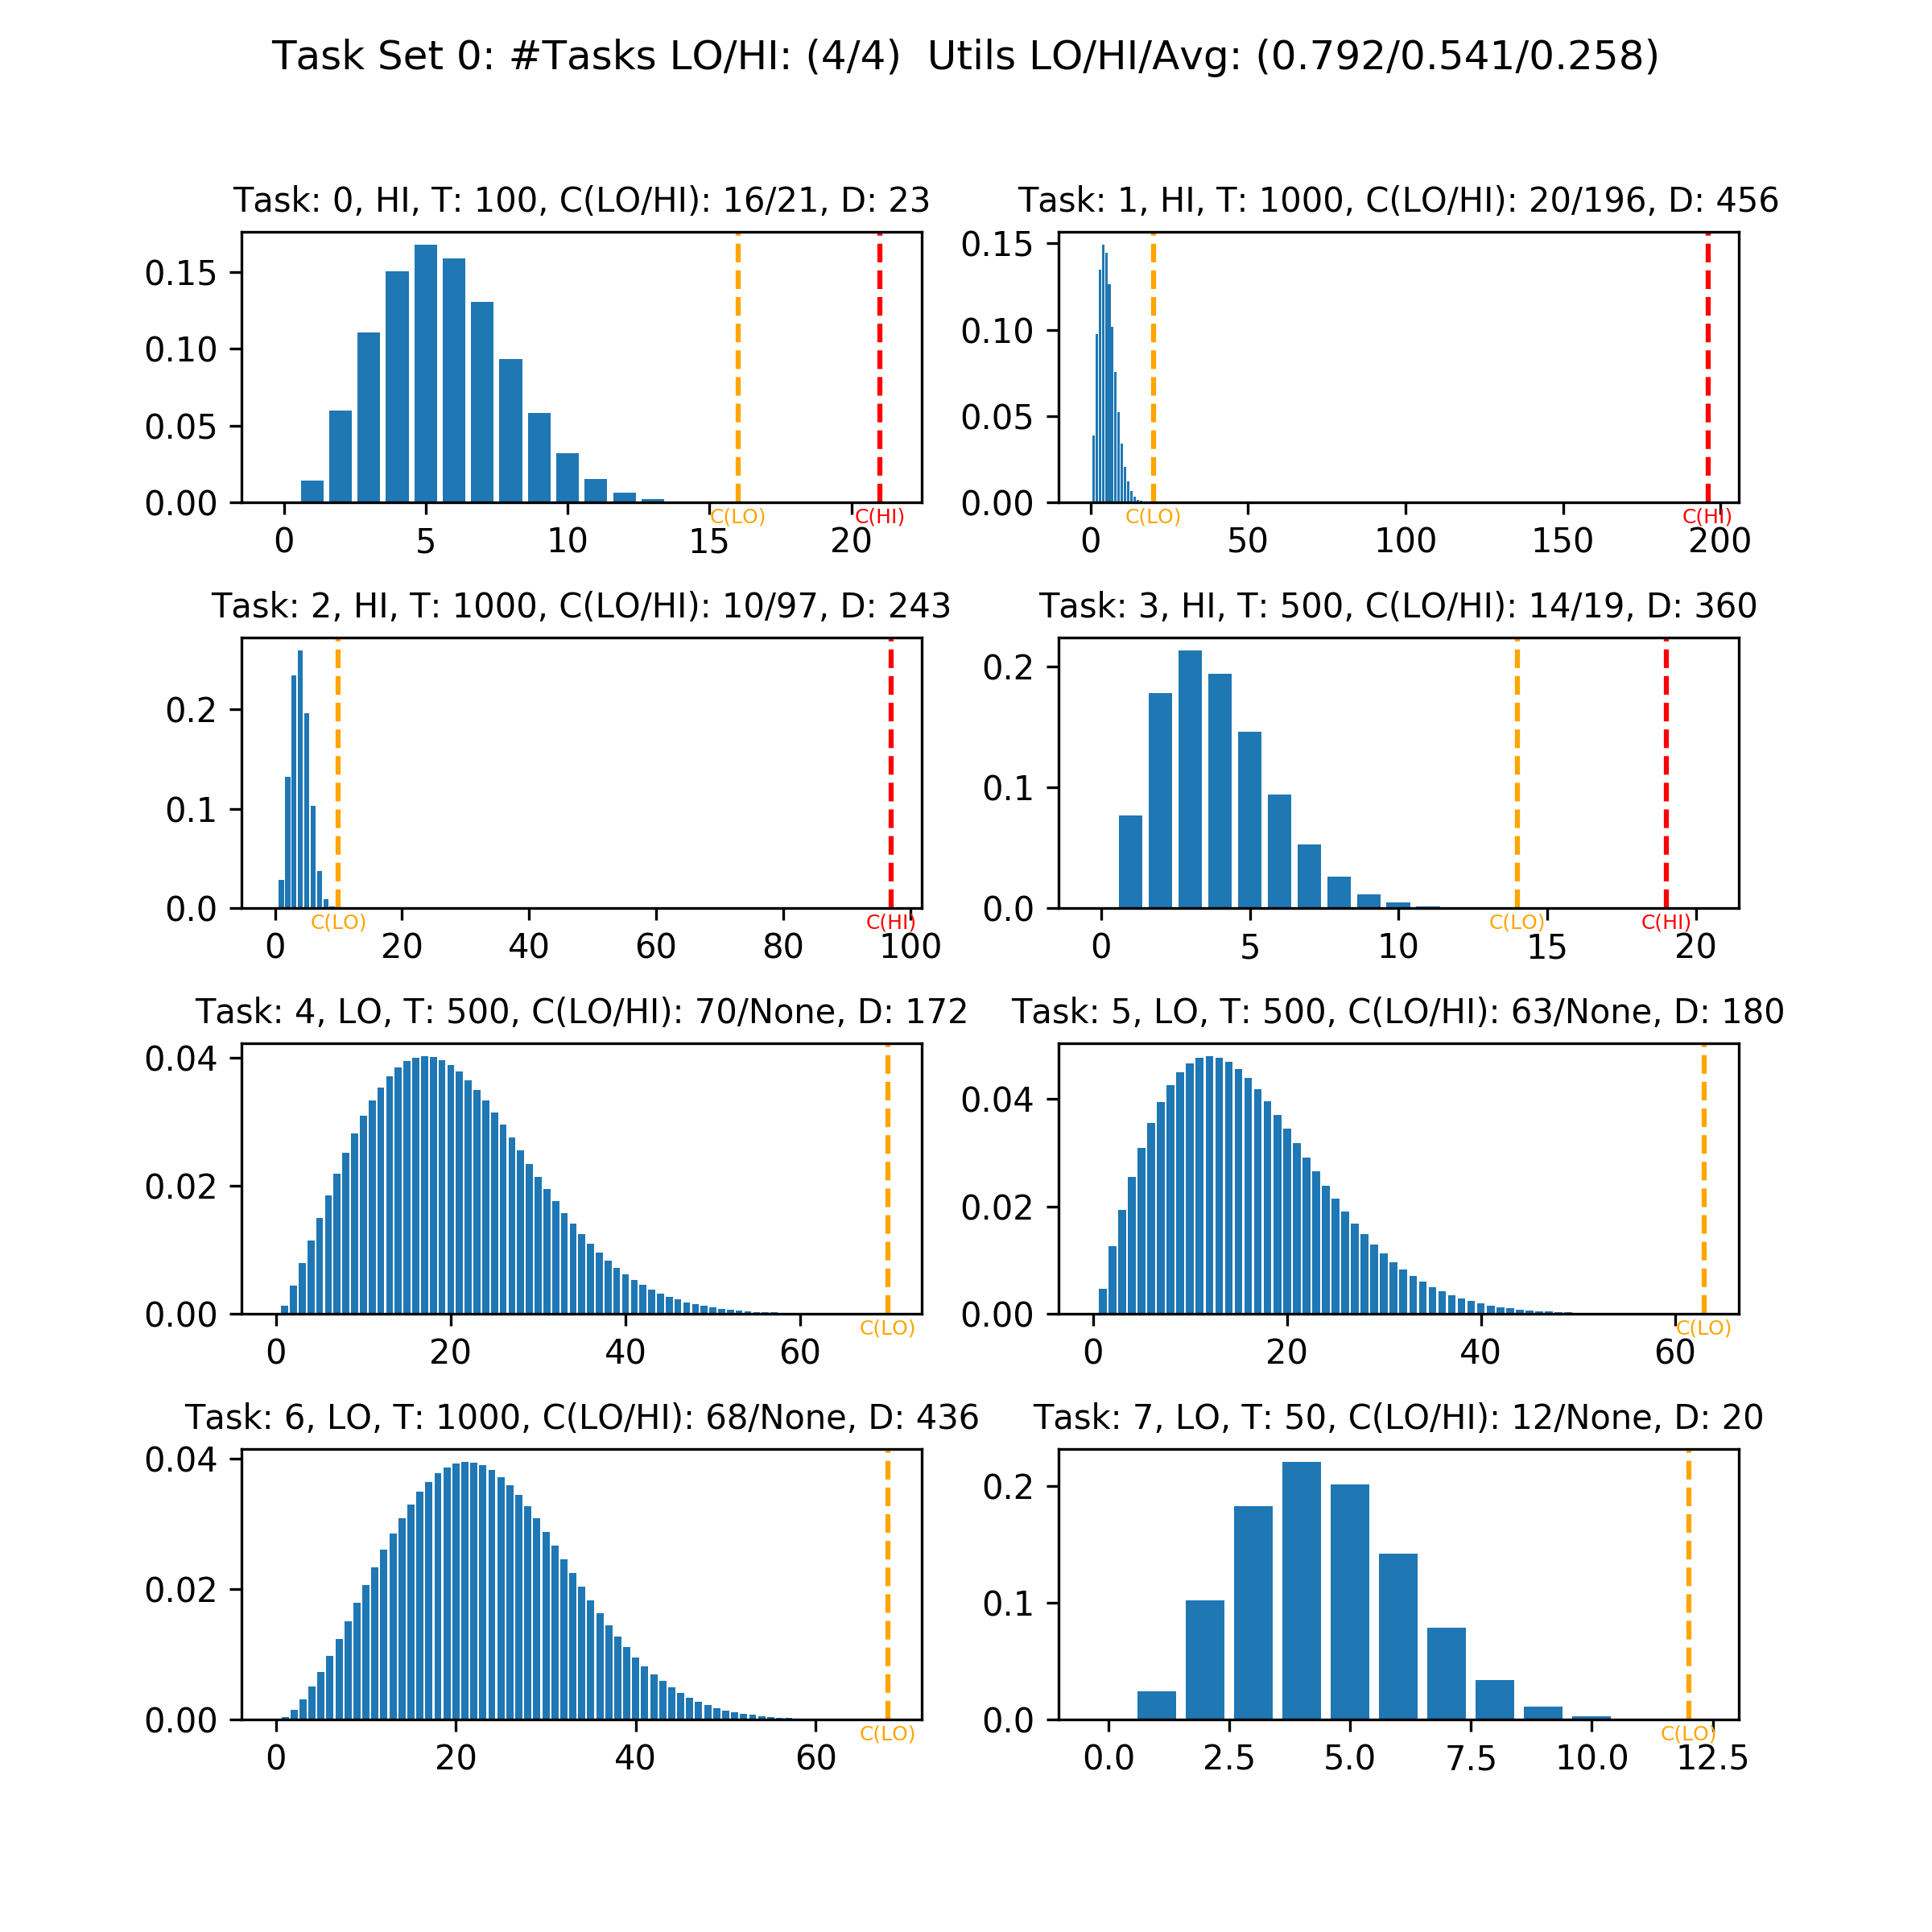 Task Set 0: #Tasks LO/HI: (4/4)  Utils LO/HI/Avg: (0.792/0.541/0.258)
Task: 0, HI, T: 100, C(LO/HI): 16/21, D: 23
0.15
0.10
0.05
0.00
C(LO)
C(HI)
0 5 10 15 20
Task: 1, HI, T: 1000, C(LO/HI): 20/196, D: 456
0.15
0.10
0.05
0.00
C(LO)
C(HI)
0 50 100 150 200
Task: 2, HI, T: 1000, C(LO/HI): 10/97, D: 243
0.2
0.1
0.0
C(LO)
C(HI)
0 20 40 60 80 100
Task: 3, HI, T: 500, C(LO/HI): 14/19, D: 360
0.2
0.1
0.0
C(LO)
C(HI)
0 5 10 15 20
Task: 4, LO, T: 500, C(LO/HI): 70/None, D: 172
0.04
0.02
0.00
C(LO)
0 20 40 60
Task: 5, LO, T: 500, C(LO/HI): 63/None, D: 180
0.04
0.02
0.00
C(LO)
0 20 40 60
Task: 6, LO, T: 1000, C(LO/HI): 68/None, D: 436
0.04
0.02
0.00
C(LO)
0 20 40 60
Task: 7, LO, T: 50, C(LO/HI): 12/None, D: 20
0.2
0.1
0.0
C(LO)
0.0 2.5 5.0 7.5 10.0 12.5